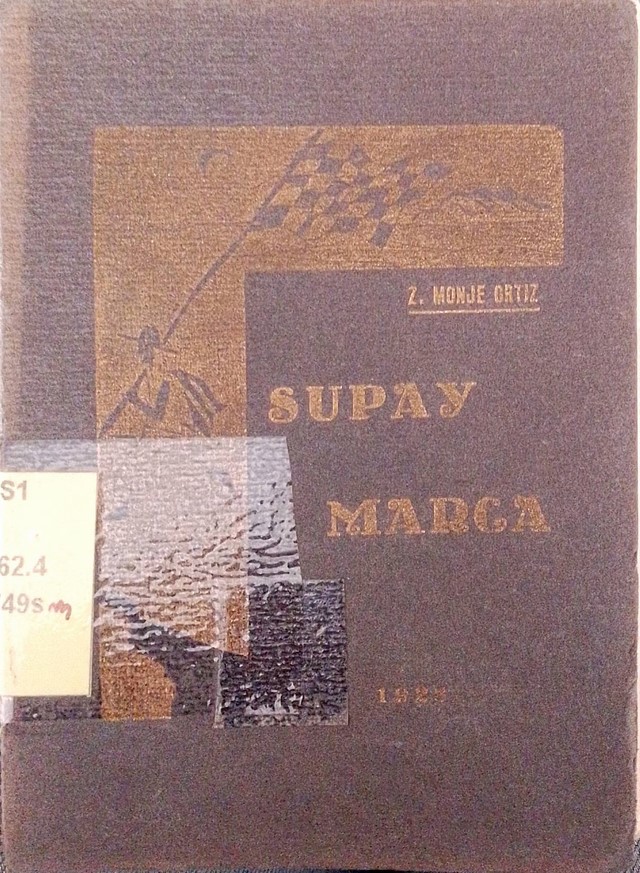 Z. MONJE ORTIZ
SUPAY
MARCA
S1
62.4
49s